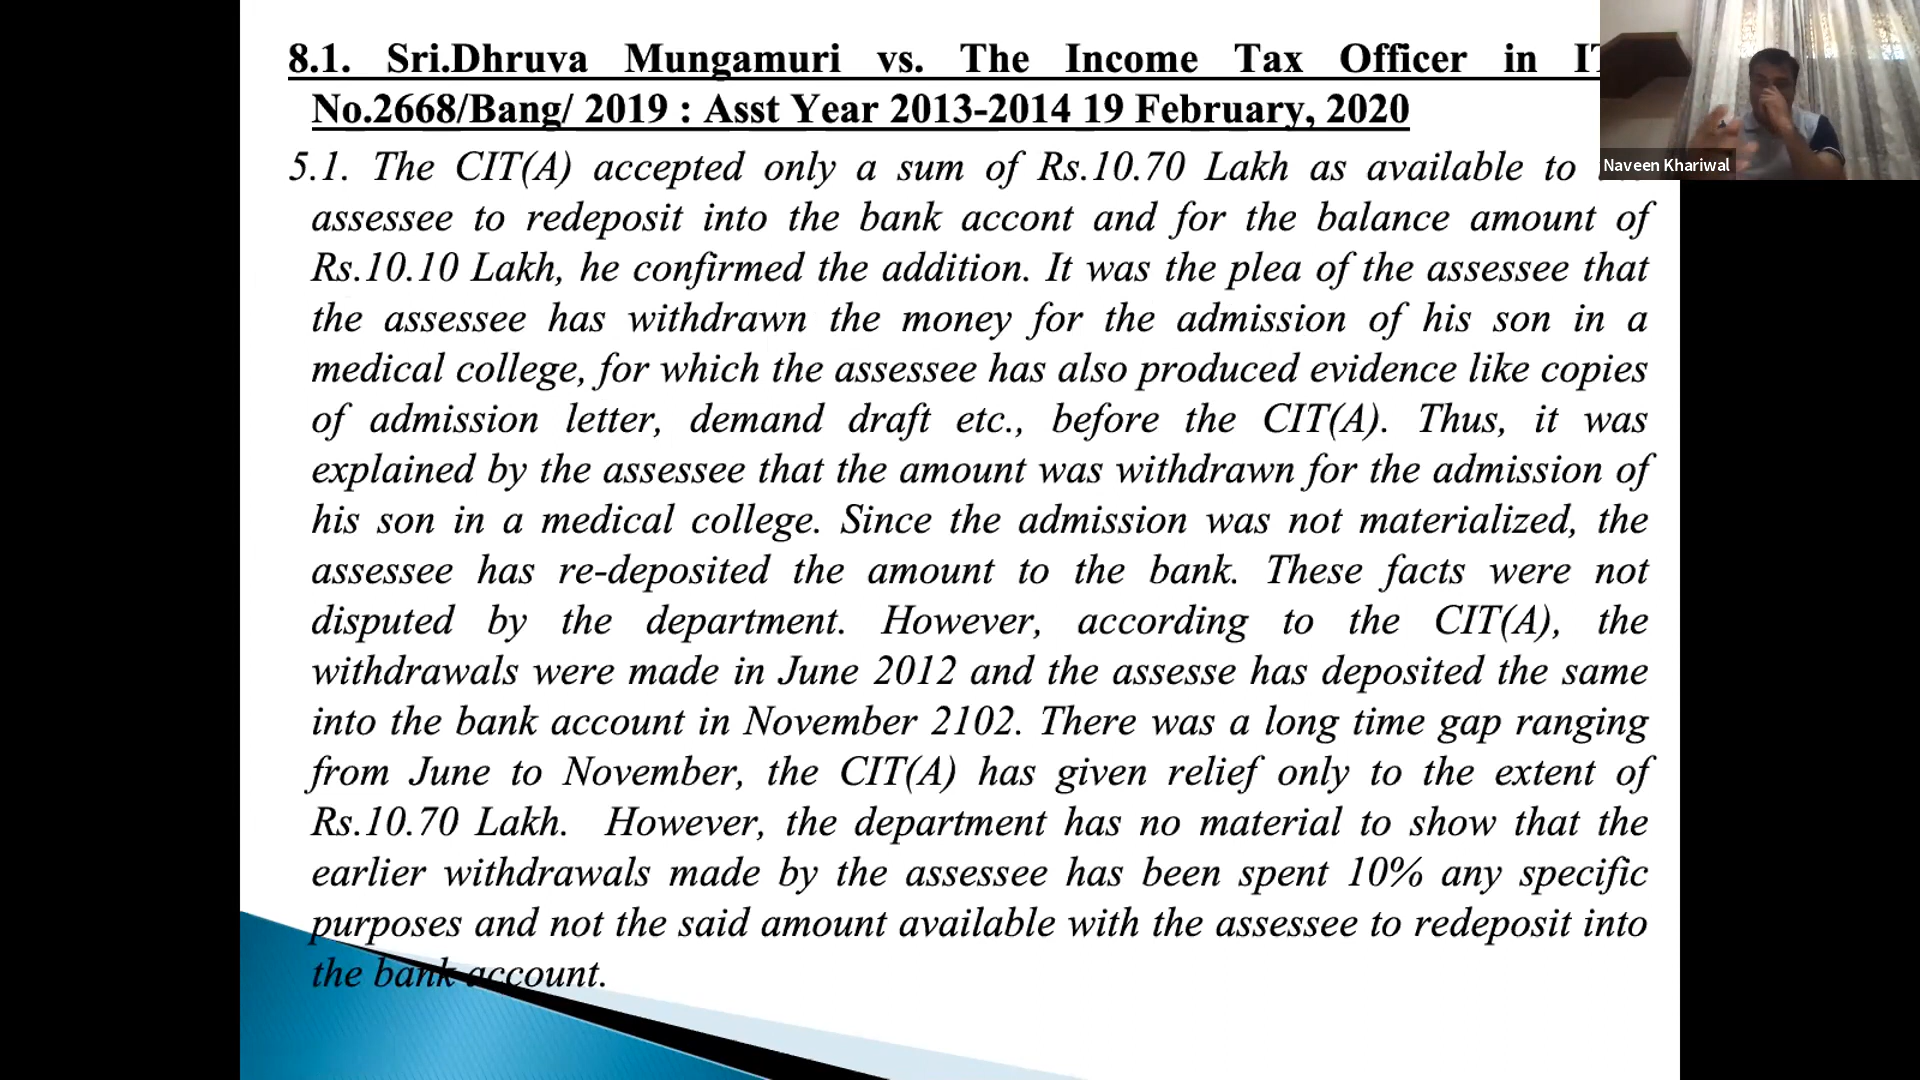 8.1. Sri.Dhruva Mungamuri vs. The Income Tax Officer in
No.2668/Bang/ 2019 : Asst Year 2013-2014 19 February, 2020
5.1. The CIT(A) accepted only a sum of Rs.10.70 Lakh as available to
assessee to redeposit into the bank accont and for the balance amount of
Rs.10.10 Lakh, he confirmed the addition. It was the plea of the assessee that
the assessee has withdrawn the money for the admission of his son in a
medical college, for which the assessee has also produced evidence like copies
of admission letter, demand draft etc., before the CIT(A). Thus, it was
explained by the assessee that the amount was withdrawn for the admission of
his son in a medical college. Since the admission was not materialized, the
assessee has re-deposited the amount to the bank. These facts were not
disputed by the department. However, according to the CIT(A), the
withdrawals were made in June 2012 and the assesse has deposited the same
into the bank account in November 2102. There was a long time gap ranging
from June to November, the CIT(A) has given relief only to the extent of
Rs.10.70 Lakh. However, the department has no material to show that the
earlier withdrawals made by the assessee has been spent 10% any specific
purposes and not the said amount available with the assessee to redeposit into
the bank account.
Naveen Khariwal